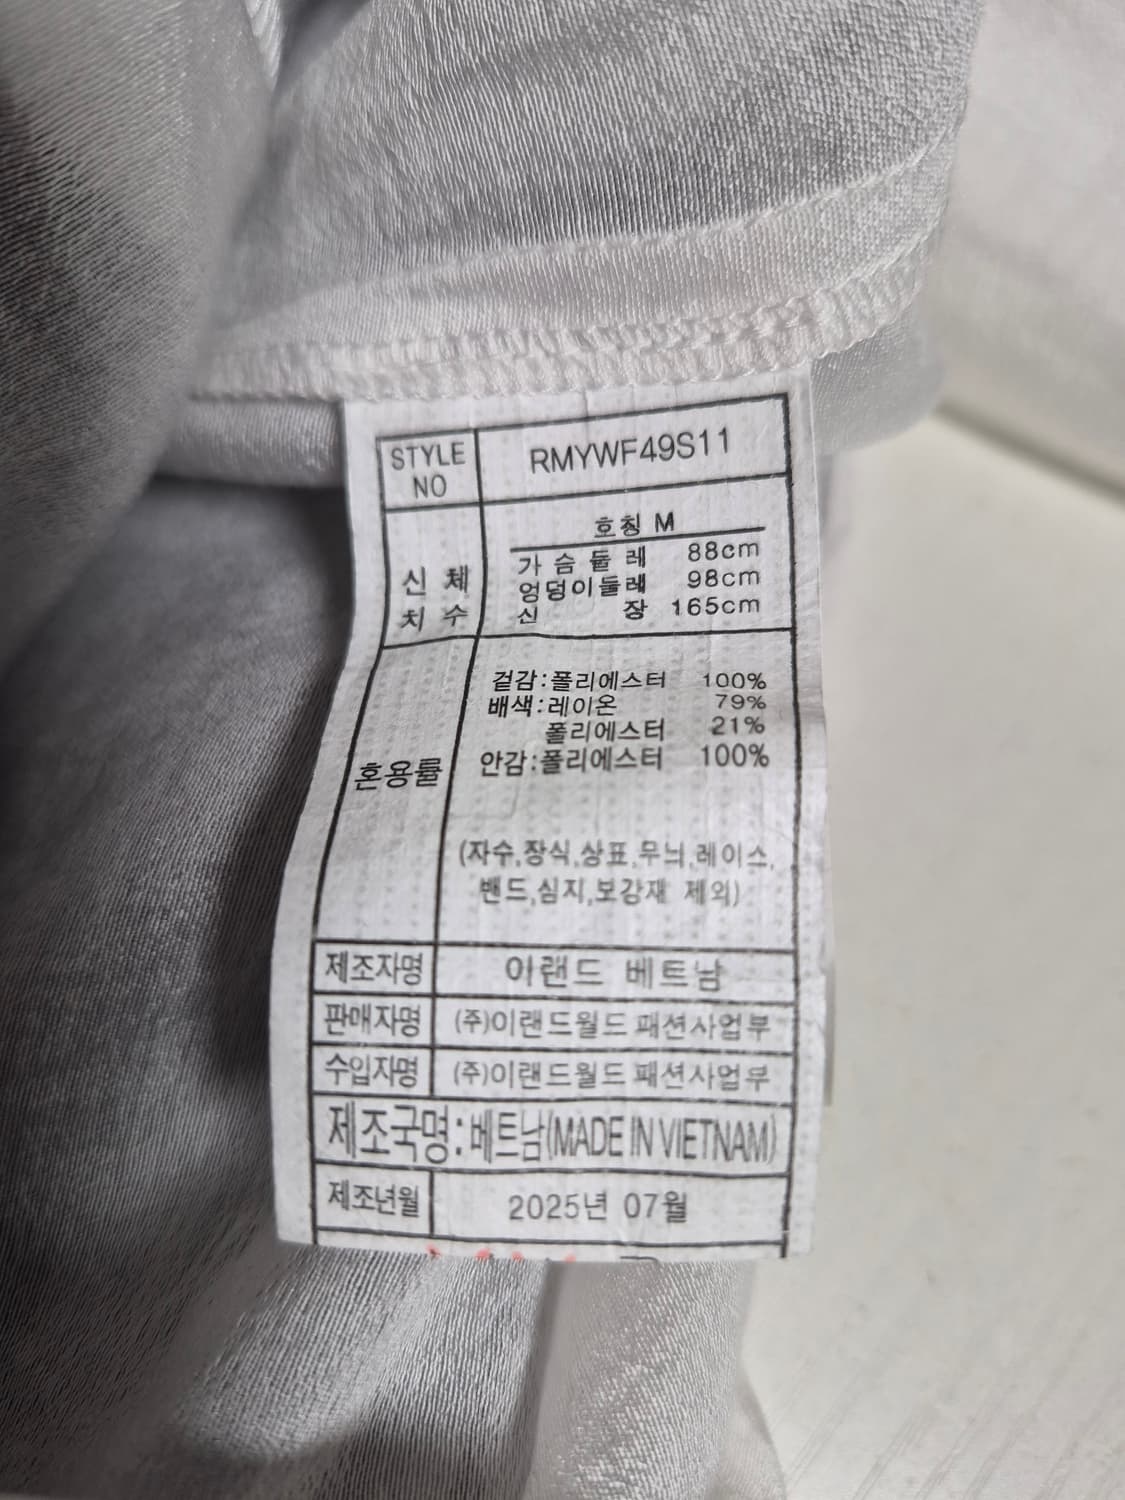 STYLE NO RMYWF49S11
호칭 M
신 체 치 수
가 슴 둘 레 88cm
엉덩이둘레 98cm
신 장 165cm
혼용률
겉감:폴리에스터 100%
배색:레이온 79%
폴리에스터 21%
안감:폴리에스터 100%
(자수,장식,상표,무늬,레이스,
밴드,심지,보강재 제외)
제조자명 이랜드 베트남
판매자명 (주)이랜드월드 패션사업부
수입자명 (주)이랜드월드 패션사업부
제조국명:베트남(MADE IN VIETNAM)
제조년월 2025년 07월